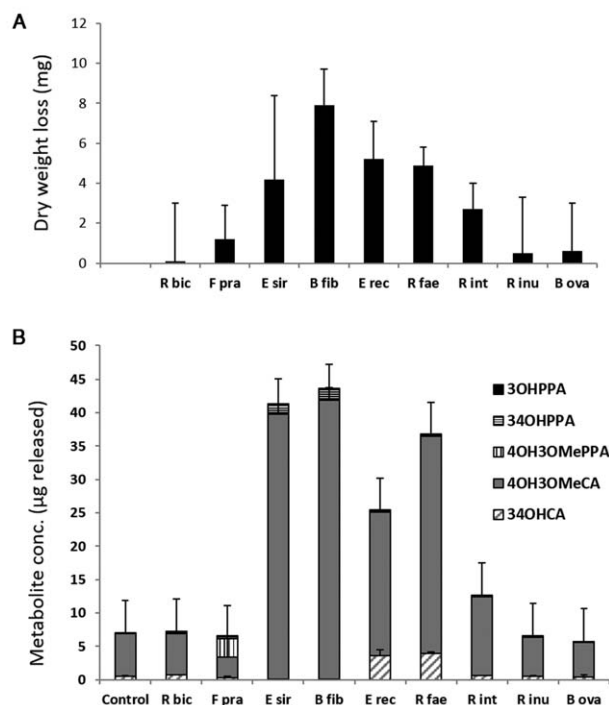 A
Dry weight loss (mg)
12
10
8
6
4
2
0
R bic F pra E sir B fib E rec R fae R int R inu B ova
B
Metabolite conc. (µg released)
50
45
40
35
30
25
20
15
10
5
0
3OHPPA
34OHPPA
4OH3OMePPA
4OH3OMeCA
34OHCA
Control R bic F pra E sir B fib E rec R fae R int R inu B ova